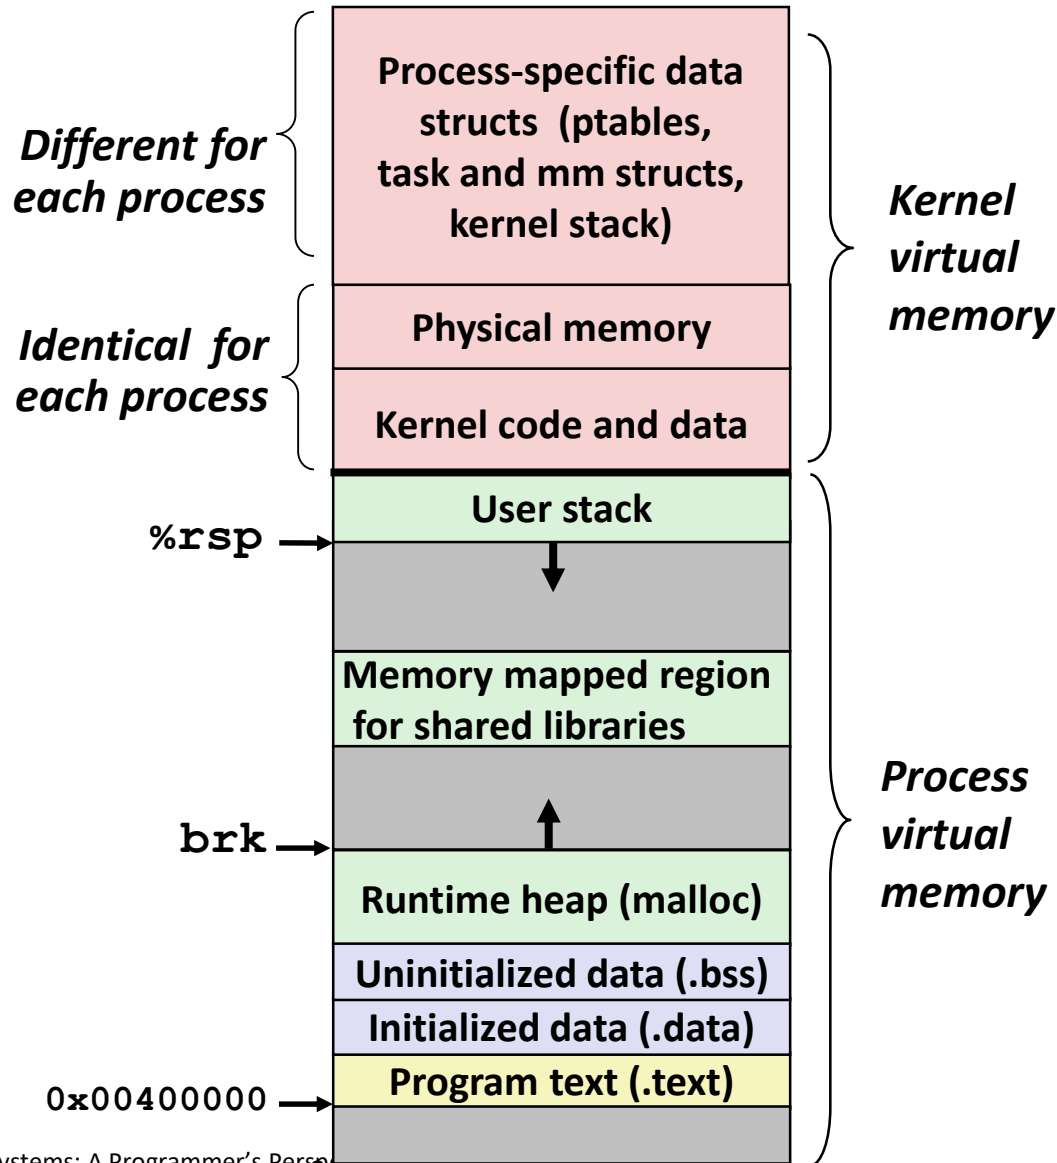 Process-specific data
structs (ptables,
task and mm structs,
kernel stack)
Different for
each process
Kernel
virtual
memory
Physical memory
Identical for
each process
Kernel code and data
User stack
%rsp
Memory mapped region
for shared libraries
Process
virtual
memory
brk
Runtime heap (malloc)
Uninitialized data (.bss)
Initialized data (.data)
Program text (.text)
0x00400000
Systems: A Programmer's